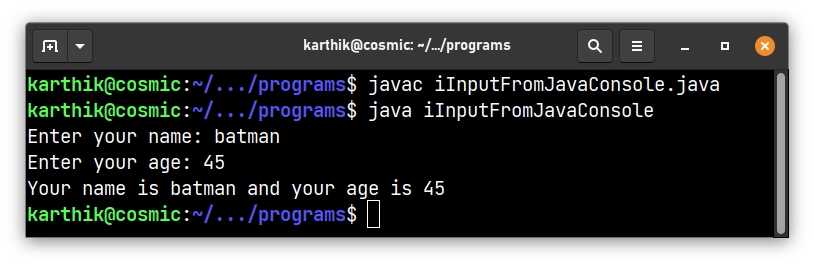 karthik@cosmic: ~/.../programs
karthik@cosmic:~/.../programs$ javac iInputFromJavaConsole.java
karthik@cosmic:~/.../programs$ java iInputFromJavaConsole
Enter your name: batman
Enter your age: 45
Your name is batman and your age is 45
karthik@cosmic:~/.../programs$